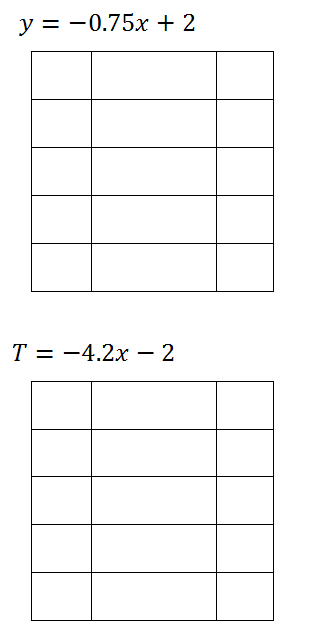 y = −0.75x + 2
T = −4.2x − 2